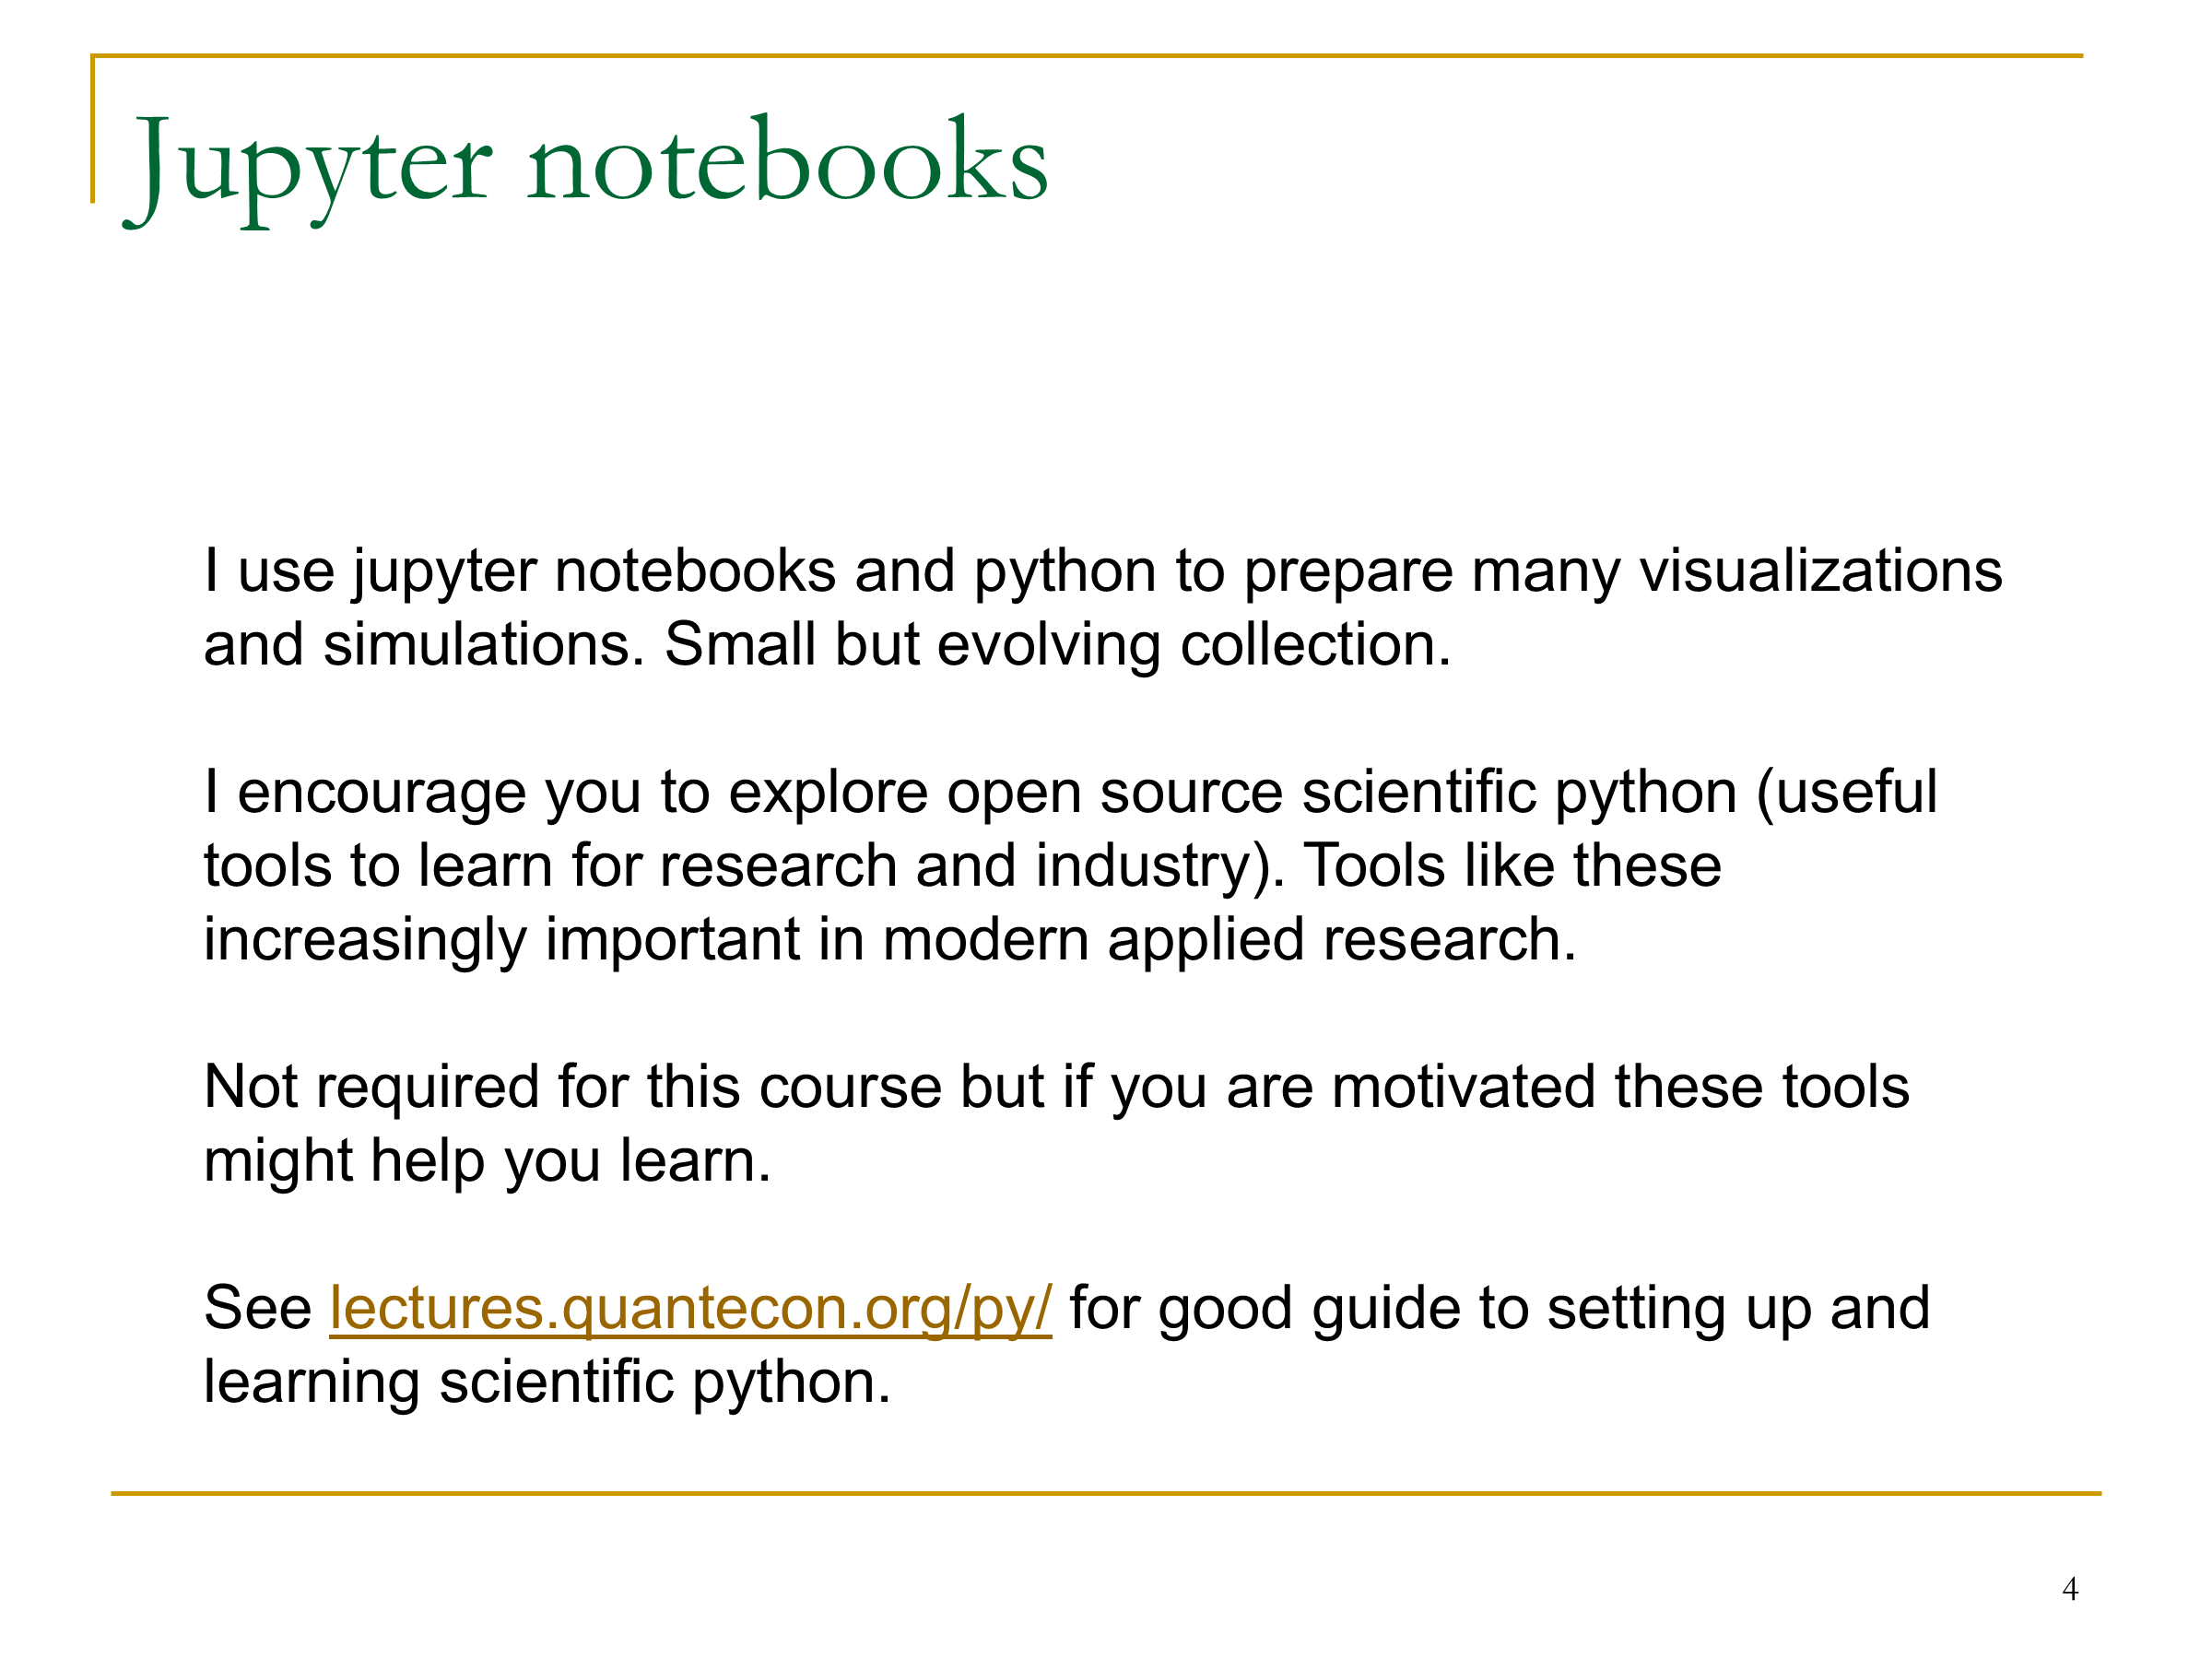 Jupyter notebooks
I use jupyter notebooks and python to prepare many visualizations
and simulations. Small but evolving collection.
I encourage you to explore open source scientific python (useful
tools to learn for research and industry). Tools like these
increasingly important in modern applied research.
Not required for this course but if you are motivated these tools
might help you learn.
See lectures.quantecon.org/py/ for good guide to setting up and
learning scientific python.
4